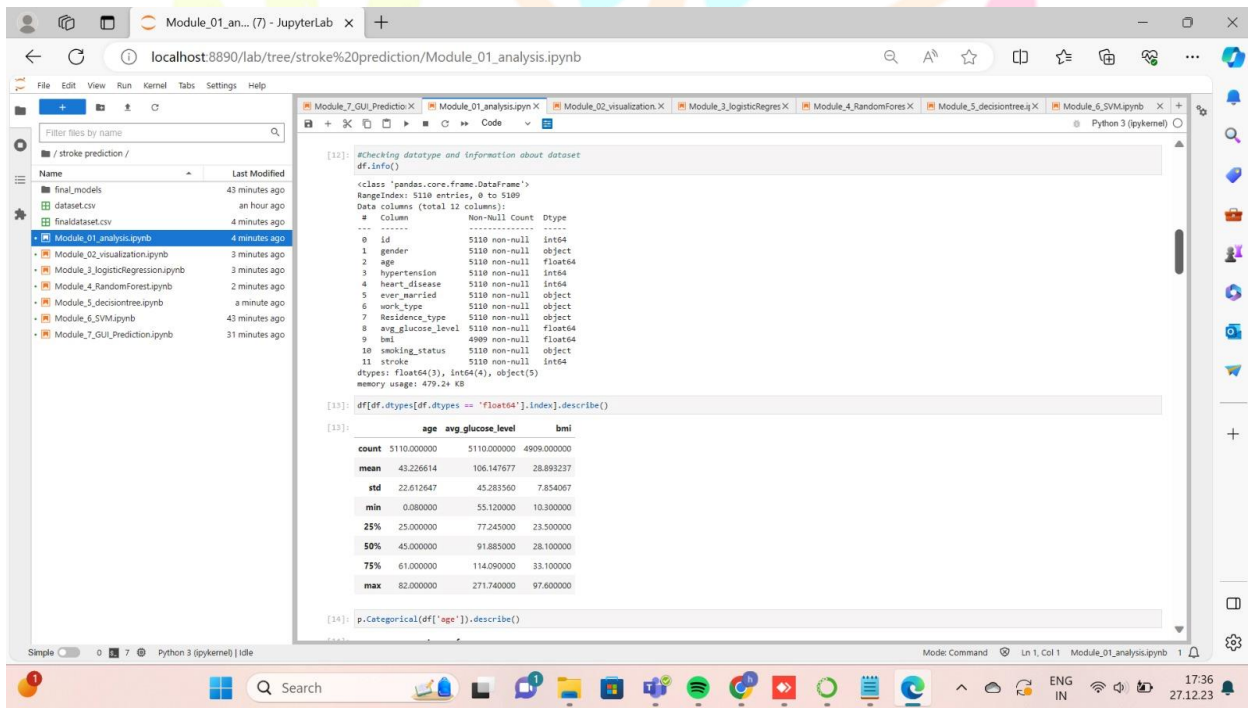 Module_01_an... (7) - JupyterLab
localhost:8890/lab/tree/stroke%20prediction/Module_01_analysis.ipynb
File Edit View Run Kernel Tabs Settings Help
Module_7_GUI_Predictio Module_01_analysis.ipyn Module_02_visualization. Module_3_logisticRegres Module_4_RandomFores Module_5_decisiontree.ij Module_6_SVM.ipynb
Code
Python 3 (ipykernel)
Filter files by name
/ stroke prediction /
Name Last Modified
final_models 43 minutes ago
dataset.csv an hour ago
finaldataset.csv 4 minutes ago
Module_01_analysis.ipynb 4 minutes ago
Module_02_visualization.ipynb 3 minutes ago
Module_3_logisticRegression.ipynb 3 minutes ago
Module_4_RandomForest.ipynb 2 minutes ago
Module_5_decisiontree.ipynb a minute ago
Module_6_SVM.ipynb 43 minutes ago
Module_7_GUI_Prediction.ipynb 31 minutes ago
[12]: #Checking datatype and information about dataset
df.info()
<class 'pandas.core.frame.DataFrame'>
RangeIndex: 5110 entries, 0 to 5109
Data columns (total 12 columns):
# Column Non-Null Count Dtype
--- ------ -------------- -----
0 id 5110 non-null int64
1 gender 5110 non-null object
2 age 5110 non-null float64
3 hypertension 5110 non-null int64
4 heart_disease 5110 non-null int64
5 ever_married 5110 non-null object
6 work_type 5110 non-null object
7 Residence_type 5110 non-null object
8 avg_glucose_level 5110 non-null float64
9 bmi 4909 non-null float64
10 smoking_status 5110 non-null object
11 stroke 5110 non-null int64
dtypes: float64(3), int64(4), object(5)
memory usage: 479.2+ KB
[13]: df[df.dtypes[df.dtypes == 'float64'].index].describe()
[13]: age avg_glucose_level bmi
count 5110.000000 5110.000000 4909.000000
mean 43.226614 106.147677 28.893237
std 22.612647 45.283560 7.854067
min 0.080000 55.120000 10.300000
25% 25.000000 77.245000 23.500000
50% 45.000000 91.885000 28.100000
75% 61.000000 114.090000 33.100000
max 82.000000 271.740000 97.600000
[14]: p.Categorical(df['age']).describe()
Simple 0 7 Python 3 (ipykernel) | Idle
Mode: Command Ln 1, Col 1 Module_01_analysis.ipynb 1
1
Search
1
ENG
IN
17:36
27.12.23